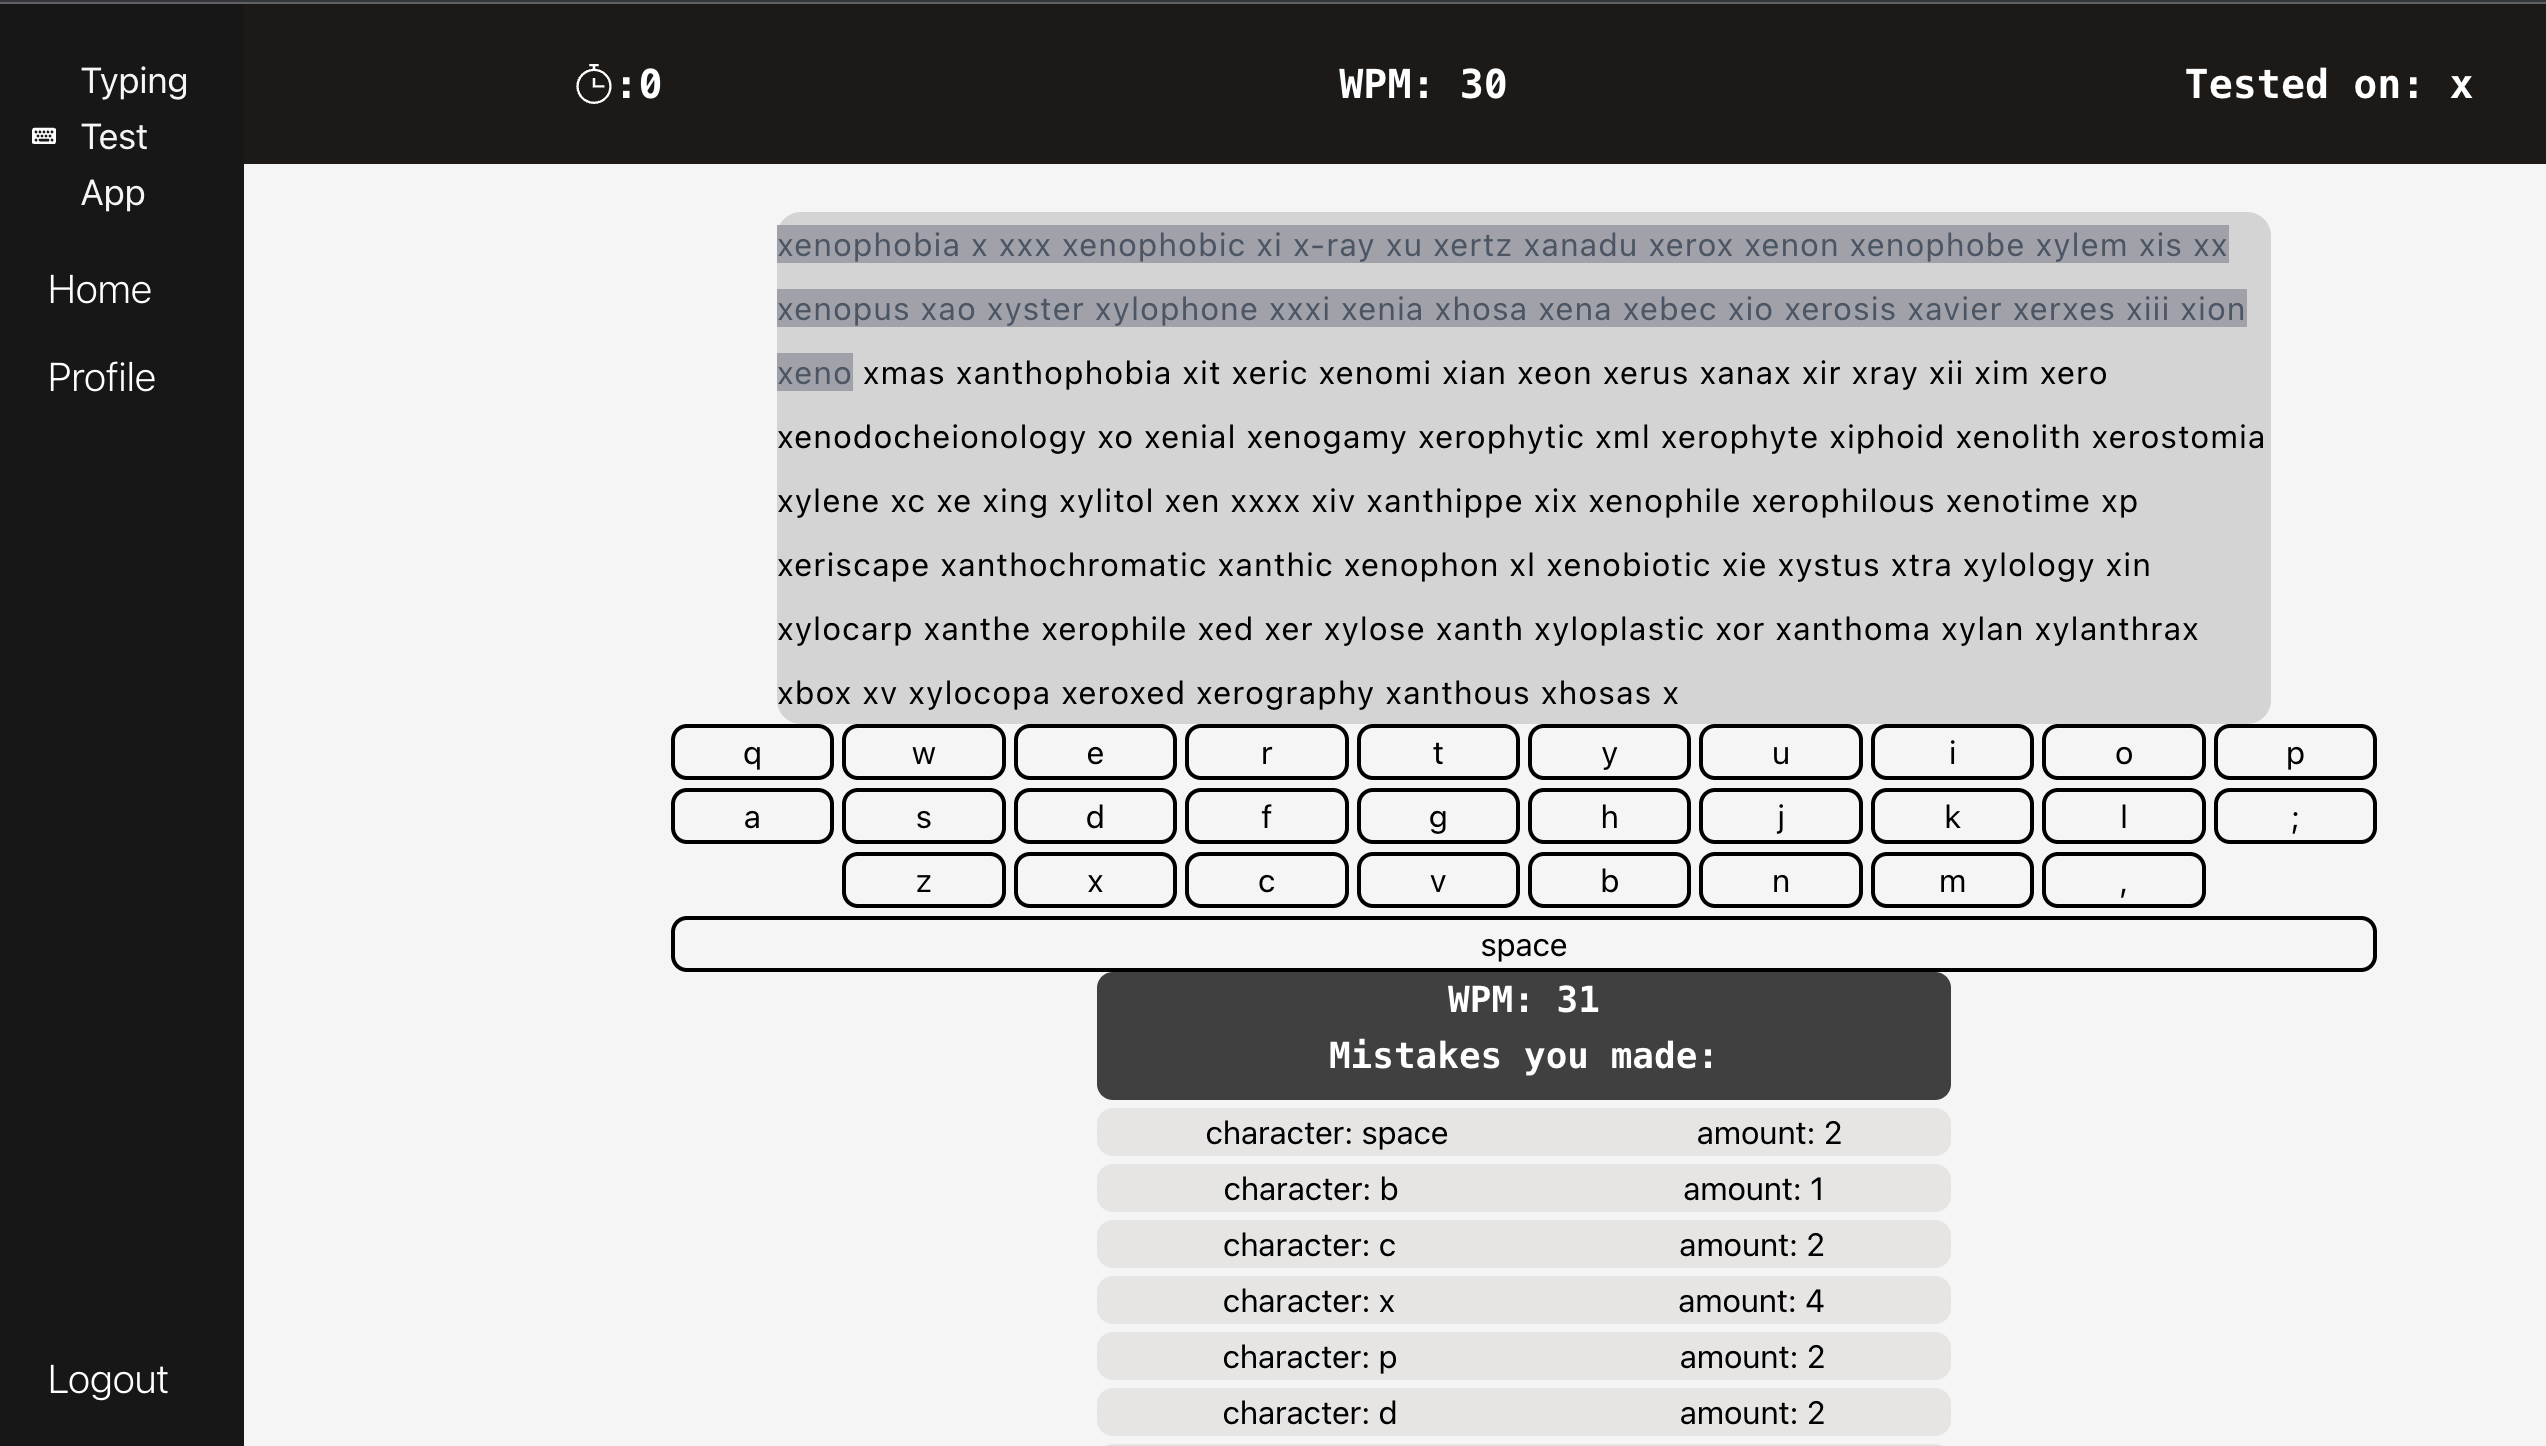 Typing
Test
App
Home
Profile
Logout
:0
WPM: 30
Tested on: x
xenophobia x xxx xenophobic xi x-ray xu xertz xanadu xerox xenon xenophobe xylem xis xx
xenopus xao xyster xylophone xxxi xenia xhosa xena xebec xio xerosis xavier xerxes xiii xion
xeno xmas xanthophobia xit xeric xenomi xian xeon xerus xanax xir xray xii xim xero
xenodocheionology xo xenial xenogamy xerophytic xml xerophyte xiphoid xenolith xerostomia
xylene xc xe xing xylitol xen xxxx xiv xanthippe xix xenophile xerophilous xenotime xp
xeriscape xanthochromatic xanthic xenophon xl xenobiotic xie xystus xtra xylology xin
xylocarp xanthe xerophile xed xer xylose xanth xyloplastic xor xanthoma xylan xylanthrax
xbox xv xylocopa xeroxed xerography xanthous xhosas x
q w e r t y u i o p
a s d f g h j k l ;
z x c v b n m ,
space
WPM: 31
Mistakes you made:
character: space amount: 2
character: b amount: 1
character: c amount: 2
character: x amount: 4
character: p amount: 2
character: d amount: 2